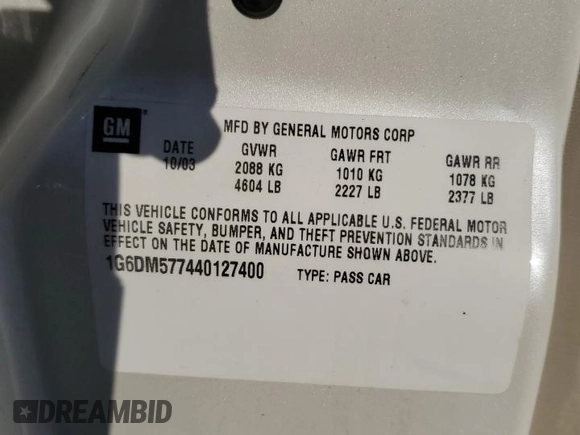 GM
MFD BY GENERAL MOTORS CORP
DATE GVWR GAWR FRT GAWR RR
10/03 2088 KG 1010 KG 1078 KG
4604 LB 2227 LB 2377 LB
THIS VEHICLE CONFORMS TO ALL APPLICABLE U.S. FEDERAL MOTOR
VEHICLE SAFETY, BUMPER, AND THEFT PREVENTION STANDARDS IN
EFFECT ON THE DATE OF MANUFACTURE SHOWN ABOVE.
1G6DM577440127400 TYPE: PASS CAR
DREAMBID